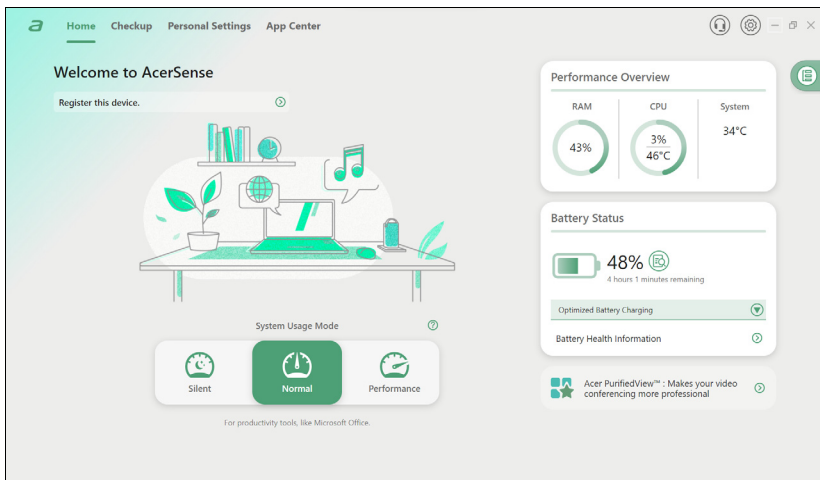 a Home Checkup Personal Settings App Center
Welcome to AcerSense
Register this device.
System Usage Mode
Silent Normal Performance
For productivity tools, like Microsoft Office.
Performance Overview
RAM CPU System
43% 3% 34°C
46°C
Battery Status
48%
4 hours 1 minutes remaining
Optimized Battery Charging
Battery Health Information
Acer PurifiedView™ : Makes your video
conferencing more professional